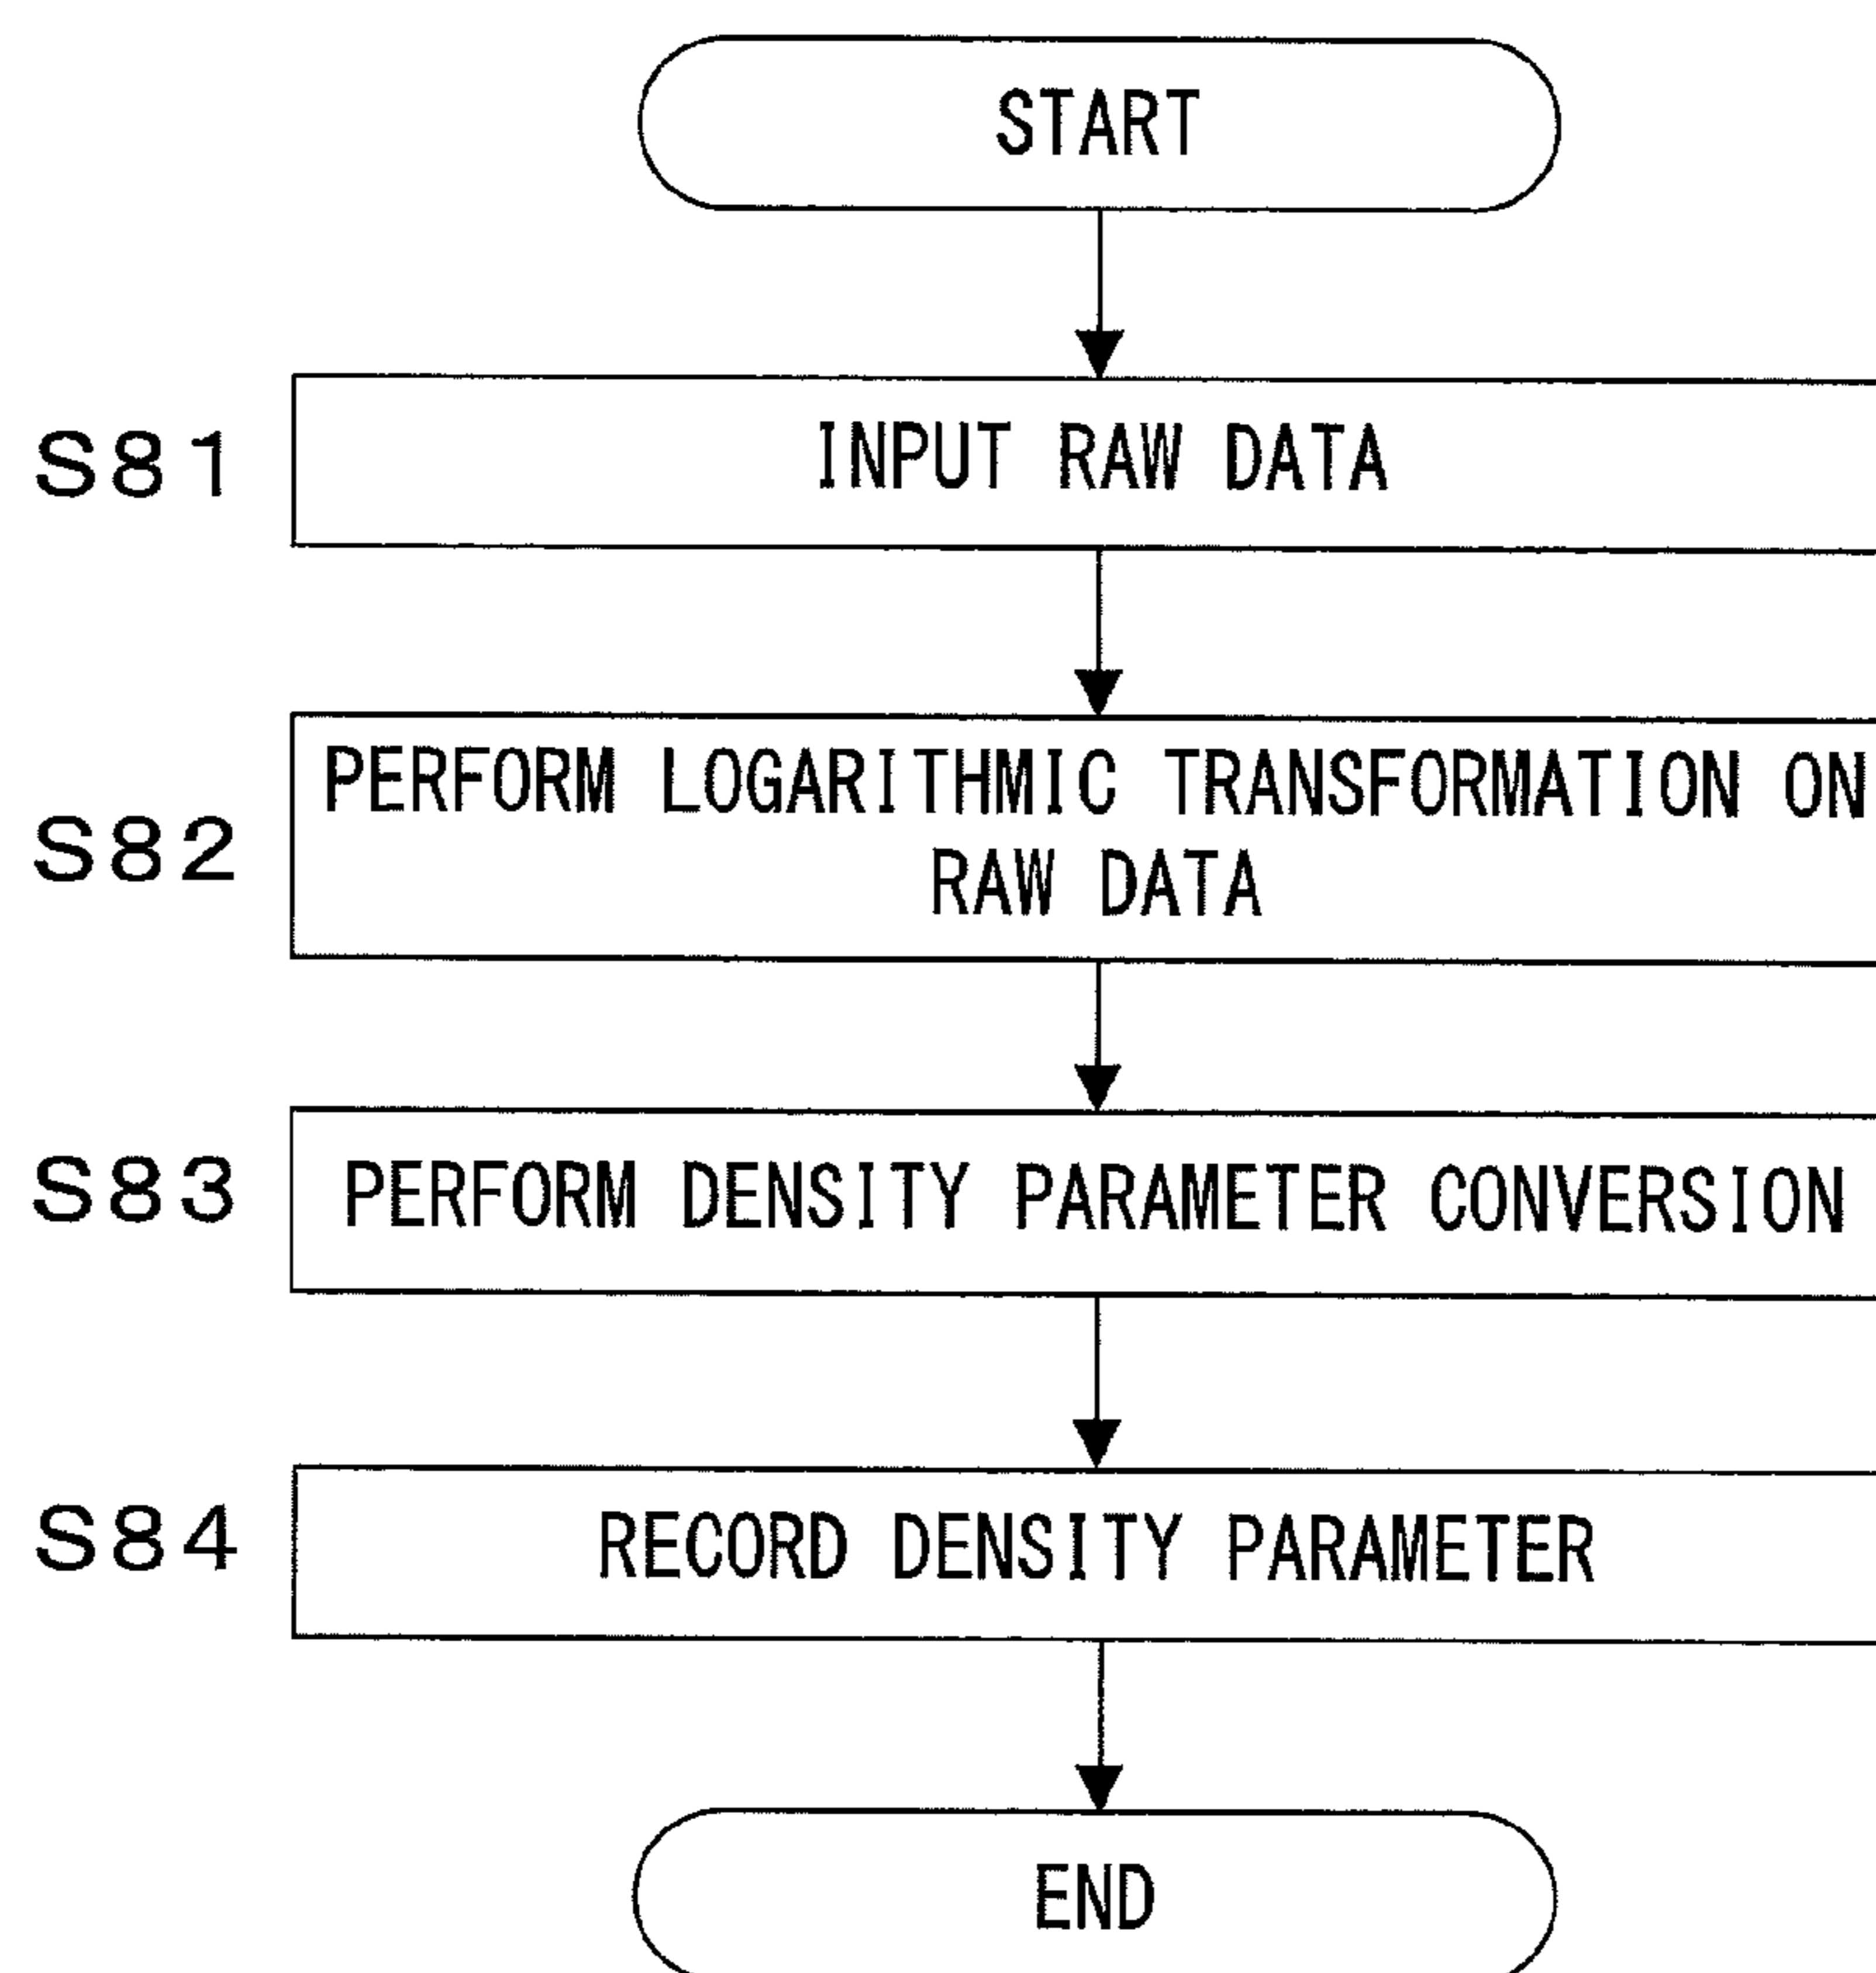 START
S81
INPUT RAW DATA
S82
PERFORM LOGARITHMIC TRANSFORMATION ON
RAW DATA
S83
PERFORM DENSITY PARAMETER CONVERSION
S84
RECORD DENSITY PARAMETER
END